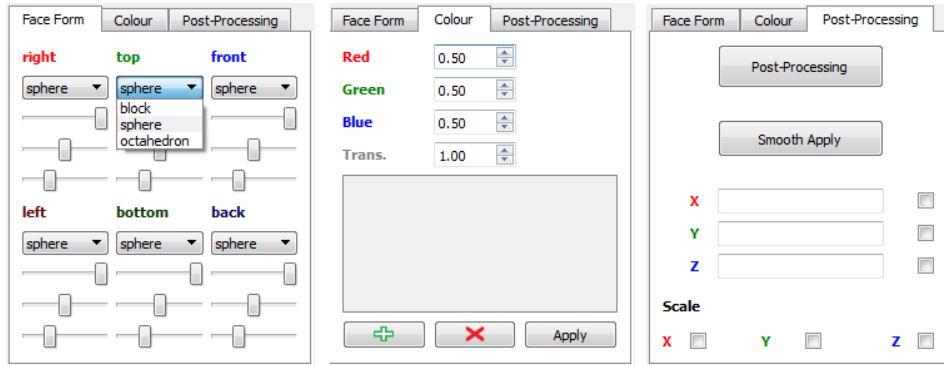 Face Form Colour Post-Processing
right top front
sphere sphere sphere
block
sphere
octahedron
left bottom back
sphere sphere sphere
Face Form Colour Post-Processing
Red 0.50
Green 0.50
Blue 0.50
Trans. 1.00
Apply
Face Form Colour Post-Processing
Post-Processing
Smooth Apply
X
Y
Z
Scale
X Y Z